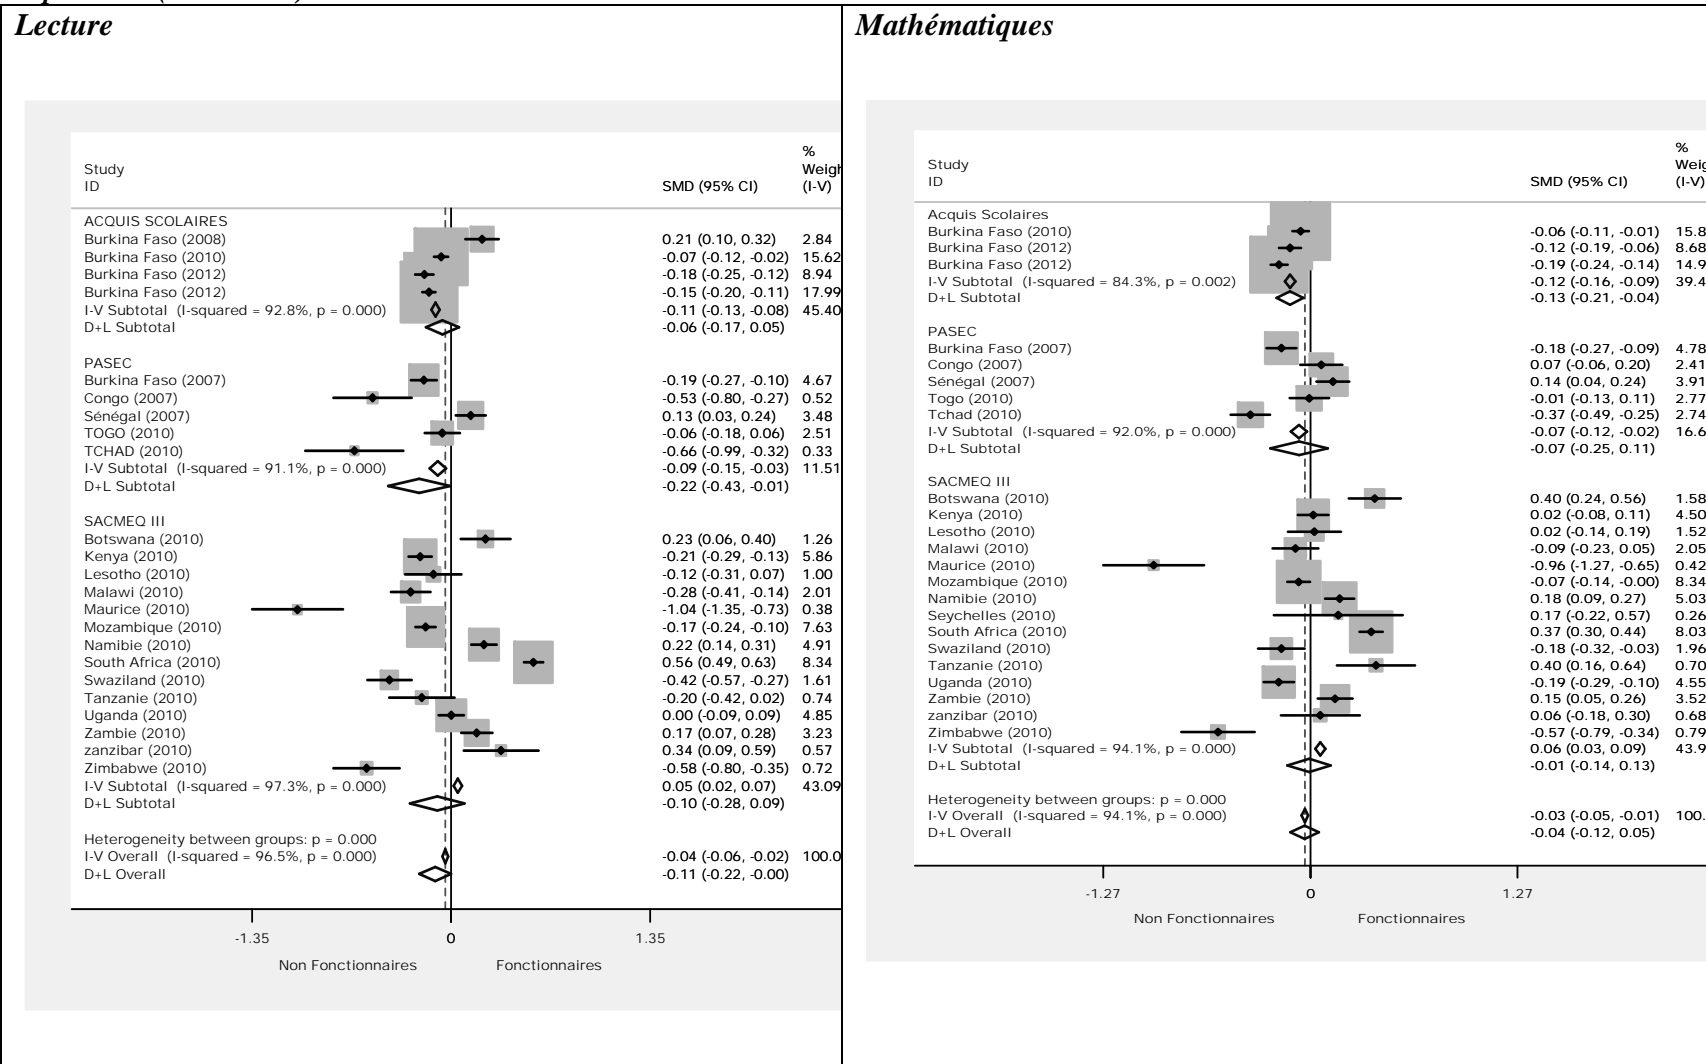 Lecture
Study
ID
SMD (95% CI)
%
(I-V)
ACQUIS SCOLAIRES
Burkina Faso (2008) 0.21 (0.10, 0.32) 2.84
Burkina Faso (2010) -0.07 (-0.12, -0.02) 15.62
Burkina Faso (2012) -0.18 (-0.25, -0.12) 8.94
Burkina Faso (2012) -0.15 (-0.20, -0.11) 17.99
I-V Subtotal (I-squared = 92.8%, p = 0.000) -0.11 (-0.13, -0.08) 45.40
D+L Subtotal -0.06 (-0.17, 0.05)
PASEC
Burkina Faso (2007) -0.19 (-0.27, -0.10) 4.67
Congo (2007) -0.53 (-0.80, -0.27) 0.52
Sénégal (2007) 0.13 (0.03, 0.24) 3.48
TOGO (2010) -0.06 (-0.18, 0.06) 2.51
TCHAD (2010) -0.66 (-0.99, -0.32) 0.33
I-V Subtotal (I-squared = 91.1%, p = 0.000) -0.09 (-0.15, -0.03) 11.51
D+L Subtotal -0.22 (-0.43, -0.01)
SACMEQ III
Botswana (2010) 0.23 (0.06, 0.40) 1.26
Kenya (2010) -0.21 (-0.29, -0.13) 5.86
Lesotho (2010) -0.12 (-0.31, 0.07) 1.00
Malawi (2010) -0.28 (-0.41, -0.14) 2.01
Maurice (2010) -1.04 (-1.35, -0.73) 0.38
Mozambique (2010) -0.17 (-0.24, -0.10) 7.63
Namibie (2010) 0.22 (0.14, 0.31) 4.91
South Africa (2010) 0.56 (0.49, 0.63) 8.34
Swaziland (2010) -0.42 (-0.57, -0.27) 1.61
Tanzanie (2010) -0.20 (-0.42, 0.02) 0.74
Uganda (2010) 0.00 (-0.09, 0.09) 4.85
Zambie (2010) 0.17 (0.07, 0.28) 3.23
zanzibar (2010) 0.34 (0.09, 0.59) 0.57
Zimbabwe (2010) -0.58 (-0.80, -0.35) 0.72
I-V Subtotal (I-squared = 97.3%, p = 0.000) 0.05 (0.02, 0.07) 43.09
D+L Subtotal -0.10 (-0.28, 0.09)
Heterogeneity between groups: p = 0.000
I-V Overall (I-squared = 96.5%, p = 0.000) -0.04 (-0.06, -0.02) 100.0
D+L Overall -0.11 (-0.22, -0.00)
-1.35 0 1.35
Non Fonctionnaires Fonctionnaires
Mathématiques
Study
ID
SMD (95% CI)
%
(I-V)
Acquis Scolaires
Burkina Faso (2010) -0.06 (-0.11, -0.01) 15.8
Burkina Faso (2012) -0.12 (-0.19, -0.06) 8.68
Burkina Faso (2012) -0.19 (-0.24, -0.14) 14.9
I-V Subtotal (I-squared = 84.3%, p = 0.002) -0.12 (-0.16, -0.09) 39.4
D+L Subtotal -0.13 (-0.21, -0.04)
PASEC
Burkina Faso (2007) -0.18 (-0.27, -0.09) 4.78
Congo (2007) 0.07 (-0.06, 0.20) 2.41
Sénégal (2007) 0.14 (0.04, 0.24) 3.91
Togo (2010) -0.01 (-0.13, 0.11) 2.77
Tchad (2010) -0.37 (-0.49, -0.25) 2.74
I-V Subtotal (I-squared = 92.0%, p = 0.000) -0.07 (-0.12, -0.02) 16.6
D+L Subtotal -0.07 (-0.25, 0.11)
SACMEQ III
Botswana (2010) 0.40 (0.24, 0.56) 1.58
Kenya (2010) 0.02 (-0.08, 0.11) 4.50
Lesotho (2010) 0.02 (-0.14, 0.19) 1.52
Malawi (2010) -0.09 (-0.23, 0.05) 2.05
Maurice (2010) -0.96 (-1.27, -0.65) 0.42
Mozambique (2010) -0.07 (-0.14, -0.00) 8.34
Namibie (2010) 0.18 (0.09, 0.27) 5.03
Seychelles (2010) 0.17 (-0.22, 0.57) 0.26
South Africa (2010) 0.37 (0.30, 0.44) 8.03
Swaziland (2010) -0.18 (-0.32, -0.03) 1.96
Tanzanie (2010) 0.40 (0.16, 0.64) 0.70
Uganda (2010) -0.19 (-0.29, -0.10) 4.55
Zambie (2010) 0.15 (0.05, 0.26) 3.52
zanzibar (2010) 0.06 (-0.18, 0.30) 0.68
Zimbabwe (2010) -0.57 (-0.79, -0.34) 0.79
I-V Subtotal (I-squared = 94.1%, p = 0.000) 0.06 (0.03, 0.09) 43.9
D+L Subtotal -0.01 (-0.14, 0.13)
Heterogeneity between groups: p = 0.000
I-V Overall (I-squared = 94.1%, p = 0.000) -0.03 (-0.05, -0.01) 100.
D+L Overall -0.04 (-0.12, 0.05)
-1.27 0 1.27
Non Fonctionnaires Fonctionnaires